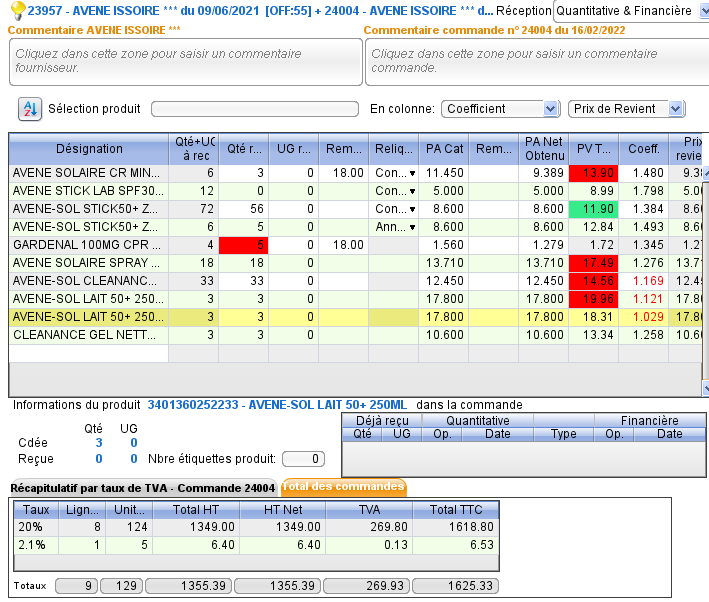 23957 - AVENE ISSOIRE *** du 09/06/2021 [OFF:55] + 24004 - AVENE ISSOIRE *** d... Réception Quantitative & Financière
Commentaire AVENE ISSOIRE *** Commentaire commande n° 24004 du 16/02/2022
Cliquez dans cette zone pour saisir un commentaire fournisseur.
Cliquez dans cette zone pour saisir un commentaire commande.
Sélection produit En colonne: Coefficient Prix de Revient
Désignation Qté+UG à rec Qté r... UG r... Rem... Reliq... PA Cat Rem... PA Net Obtenu PV T... Coeff. Prix revie
AVENE SOLAIRE CR MIN... 6 3 0 18.00 Con... 11.450 9.389 13.90 1.480 9.38
AVENE STICK LAB SPF30... 12 0 0 Con... 5.000 5.000 8.99 1.798 5.00
AVENE-SOL STICK50+ Z... 72 56 0 Con... 8.600 8.600 11.90 1.384 8.60
AVENE-SOL STICK50+ Z... 6 5 0 Ann... 8.600 8.600 12.84 1.493 8.60
GARDENAL 100MG CPR ... 4 5 0 18.00 1.560 1.279 1.72 1.345 1.27
AVENE SOLAIRE SPRAY ... 18 18 0 13.710 13.710 17.49 1.276 13.71
AVENE-SOL CLEANANC... 33 33 0 12.450 12.450 14.56 1.169 12.45
AVENE-SOL LAIT 50+ 250... 3 3 0 17.800 17.800 19.96 1.121 17.80
AVENE-SOL LAIT 50+ 250... 3 3 0 17.800 17.800 18.31 1.029 17.80
CLEANANCE GEL NETT... 3 3 0 10.600 10.600 13.34 1.258 10.60
Informations du produit 3401360252233 - AVENE-SOL LAIT 50+ 250ML dans la commande
Qté UG
Cdée 3 0
Reçue 0 0 Nbre étiquettes produit: 0
Déjà reçu Quantitative Financière
Qté UG Op. Date Type Op. Date
Récapitulatif par taux de TVA - Commande 24004 Total des commandes
Taux Lign... Unit... Total HT HT Net TVA Total TTC
20% 8 124 1349.00 1349.00 269.80 1618.80
2.1% 1 5 6.40 6.40 0.13 6.53
Totaux 9 129 1355.39 1355.39 269.93 1625.33